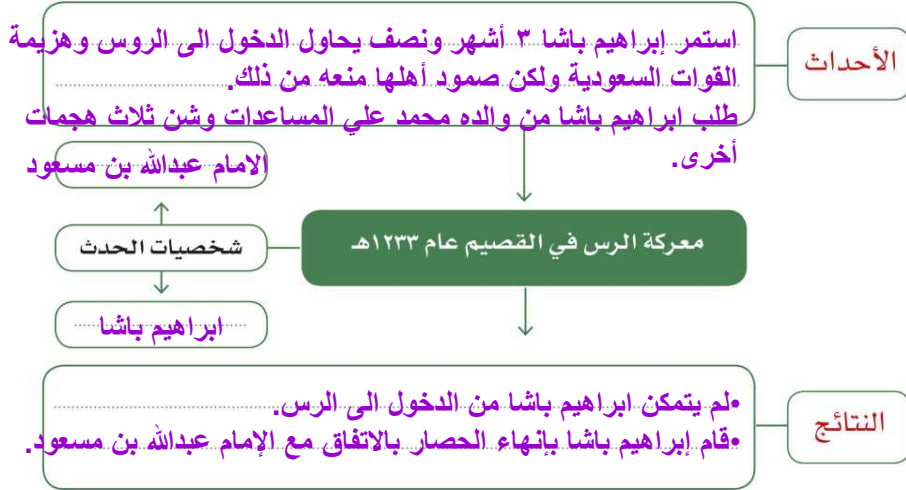 الأحداث
استمر إبراهيم باشا ٣ أشهر ونصف يحاول الدخول الى الروس وهزيمة
القوات السعودية ولكن صمود أهلها منعه من ذلك.
طلب ابراهيم باشا من والده محمد علي المساعدات وشن ثلاث هجمات
أخرى.
الامام عبدالله بن مسعود
شخصيات الحدث
معركة الرس في القصيم عام ١٢٣٣هـ
ابراهيم باشا
النتائج
•لم يتمكن ابراهيم باشا من الدخول الى الرس.
•قام إبراهيم باشا بإنهاء الحصار بالاتفاق مع الإمام عبدالله بن مسعود.